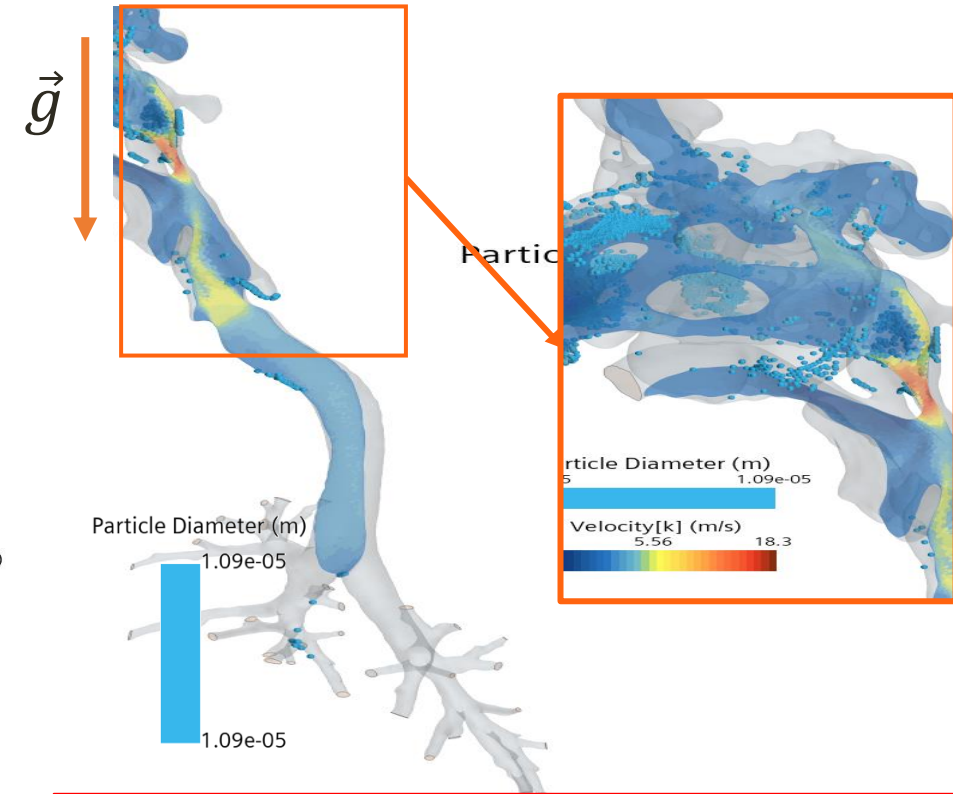 g⃗
Partic
Particle Diameter (m)
1.09e-05
1.09e-05
rticle Diameter (m)
5 1.09e-05
Velocity[k] (m/s)
5.56 18.3